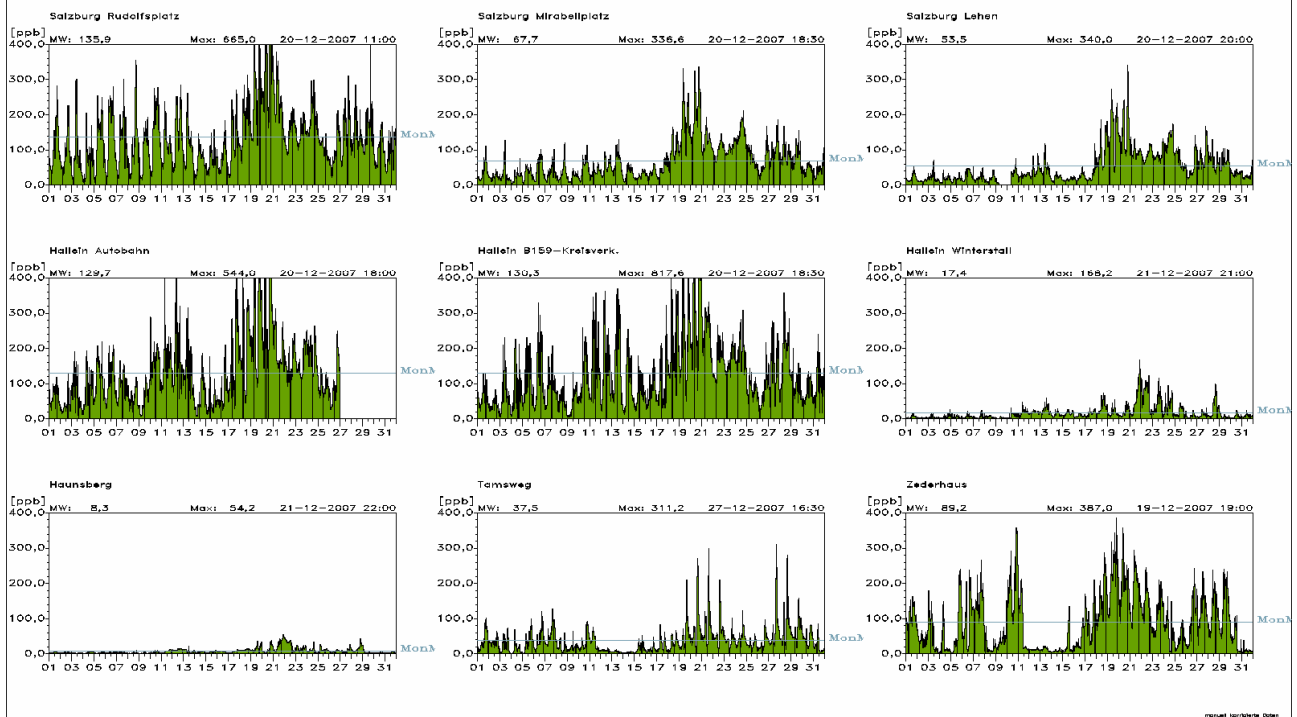 Salzburg Rudolfsplatz
[ppb] MW: 135,9 Max: 665,0 20-12-2007 11:00
400,0
300,0
200,0
MonM
100,0
0,0
01 03 05 07 09 11 13 15 17 19 21 23 25 27 29 31
Salzburg Mirabellplatz
[ppb] MW: 67,7 Max: 336,6 20-12-2007 18:30
400,0
300,0
200,0
100,0
MonM
0,0
01 03 05 07 09 11 13 15 17 19 21 23 25 27 29 31
Salzburg Lehen
[ppb] MW: 53,5 Max: 340,0 20-12-2007 20:00
400,0
300,0
200,0
100,0
MonM
0,0
01 03 05 07 09 11 13 15 17 19 21 23 25 27 29 31
Hallein Autobahn
[ppb] MW: 129,7 Max: 544,0 20-12-2007 18:00
400,0
300,0
200,0
MonM
100,0
0,0
01 03 05 07 09 11 13 15 17 19 21 23 25 27 29 31
Hallein B159-Kreisverk.
[ppb] MW: 130,3 Max: 817,6 20-12-2007 18:30
400,0
300,0
200,0
MonM
100,0
0,0
01 03 05 07 09 11 13 15 17 19 21 23 25 27 29 31
Hallein Winterstall
[ppb] MW: 17,4 Max: 168,2 21-12-2007 21:00
400,0
300,0
200,0
100,0
MonM
0,0
01 03 05 07 09 11 13 15 17 19 21 23 25 27 29 31
Haunsberg
[ppb] MW: 8,3 Max: 54,2 21-12-2007 22:00
400,0
300,0
200,0
100,0
MonM
0,0
01 03 05 07 09 11 13 15 17 19 21 23 25 27 29 31
Tamsweg
[ppb] MW: 37,5 Max: 311,2 27-12-2007 16:30
400,0
300,0
200,0
100,0
MonM
0,0
01 03 05 07 09 11 13 15 17 19 21 23 25 27 29 31
Zederhaus
[ppb] MW: 89,2 Max: 387,0 19-12-2007 19:00
400,0
300,0
200,0
100,0
MonM
0,0
01 03 05 07 09 11 13 15 17 19 21 23 25 27 29 31
manuell korrigierte Daten